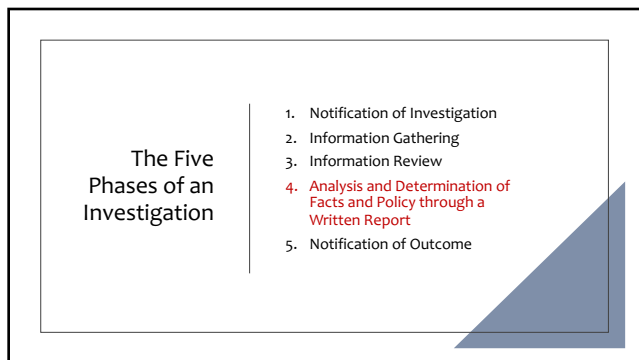 The Five
Phases of an
Investigation
1. Notification of Investigation
2. Information Gathering
3. Information Review
4. Analysis and Determination of
Facts and Policy through a
Written Report
5. Notification of Outcome